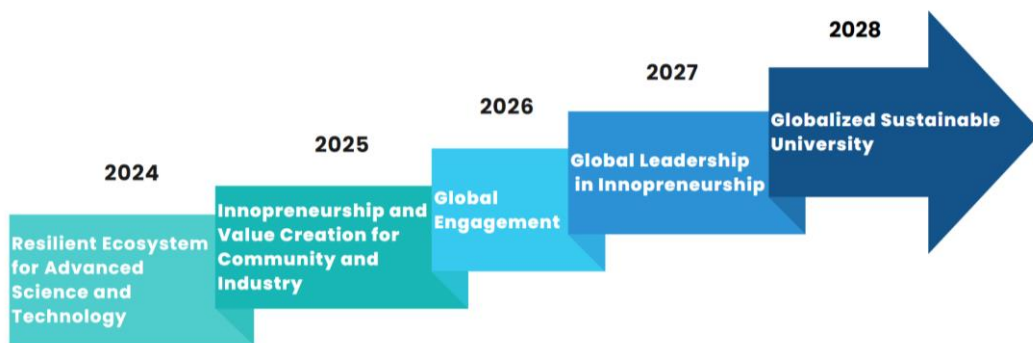 2024
Resilient Ecosystem
for Advanced
Science and
Technology
2025
Innopreneurship and
Value Creation for
Community and
Industry
2026
Global
Engagement
2027
Global Leadership
in Innopreneurship
2028
Globalized Sustainable
University